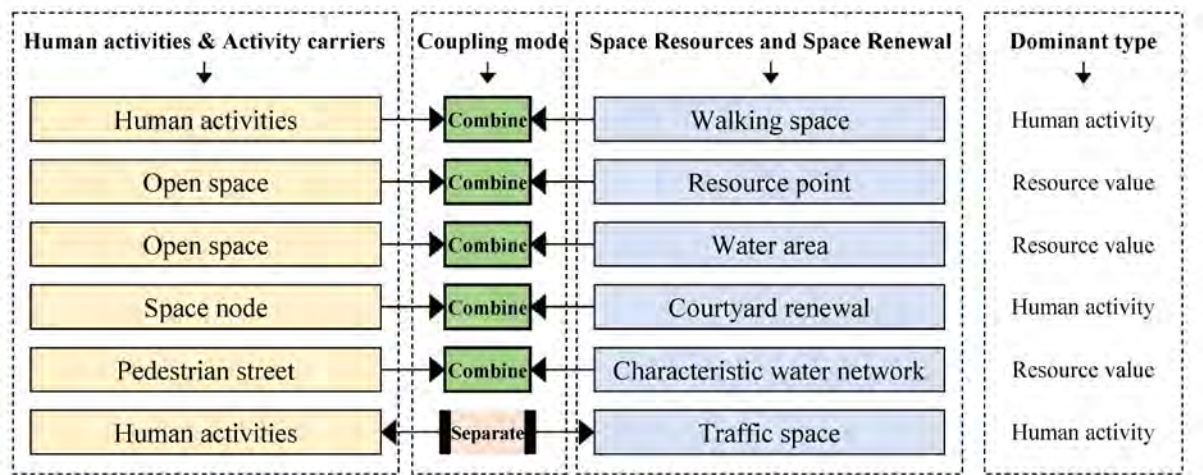 Human activities & Activity carriers Coupling mode Space Resources and Space Renewal Dominant type
Human activities Combine Walking space Human activity
Open space Combine Resource point Resource value
Open space Combine Water area Resource value
Space node Combine Courtyard renewal Human activity
Pedestrian street Combine Characteristic water network Resource value
Human activities Separate Traffic space Human activity